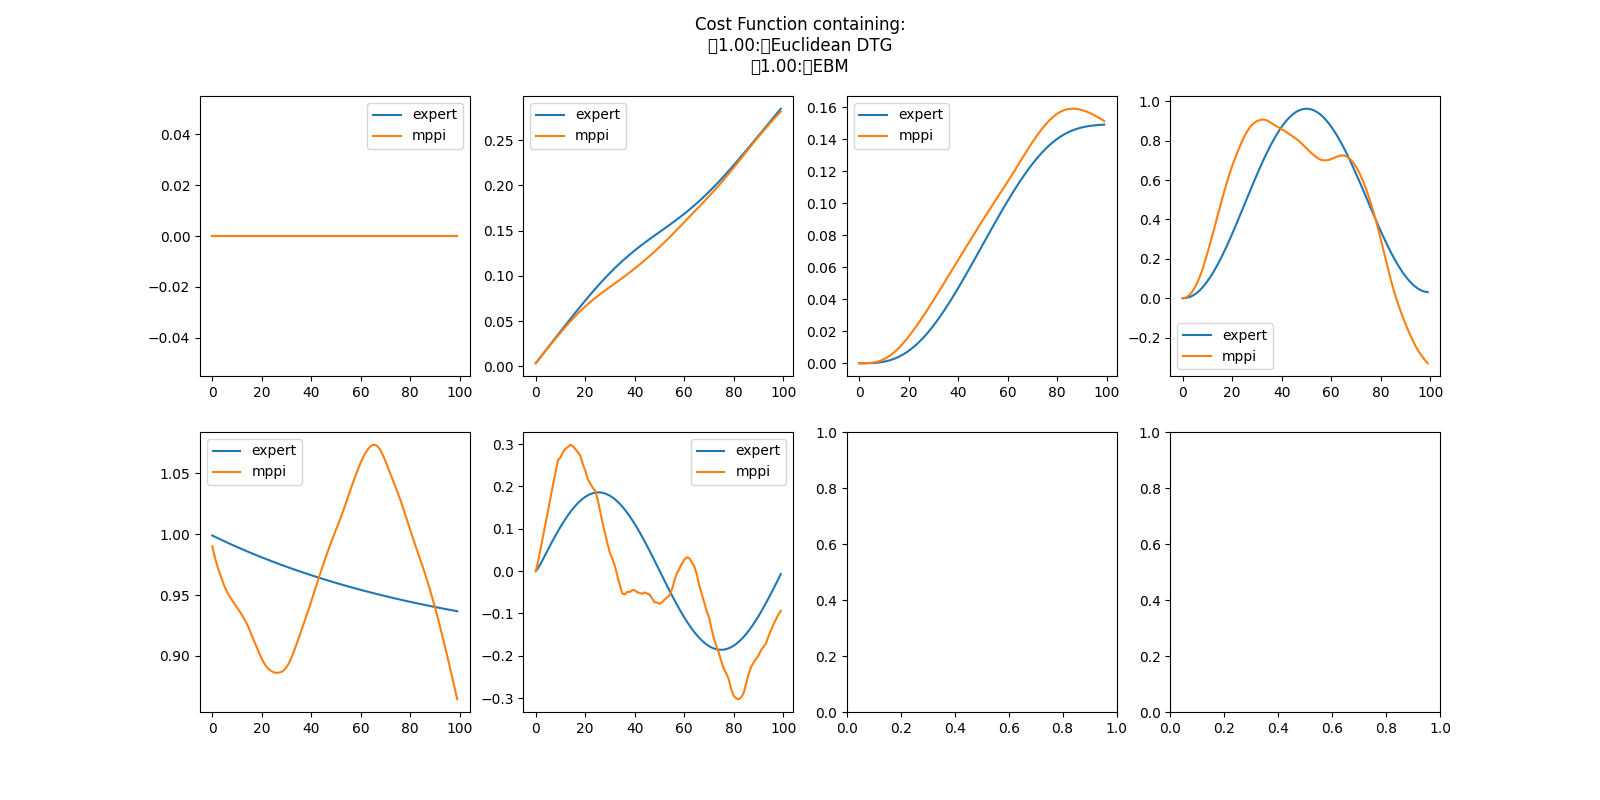 Cost Function containing:
1.00: Euclidean DTG
1.00: EBM
expert
mppi
0.04
0.02
0.00
−0.02
−0.04
0 20 40 60 80 100
expert
mppi
0.25
0.20
0.15
0.10
0.05
0.00
0 20 40 60 80 100
expert
mppi
0.16
0.14
0.12
0.10
0.08
0.06
0.04
0.02
0.00
0 20 40 60 80 100
1.0
0.8
0.6
0.4
0.2
0.0
−0.2
expert
mppi
0 20 40 60 80 100
expert
mppi
1.05
1.00
0.95
0.90
0 20 40 60 80 100
expert
mppi
0.3
0.2
0.1
0.0
−0.1
−0.2
−0.3
0 20 40 60 80 100
1.0
0.8
0.6
0.4
0.2
0.0
0.0 0.2 0.4 0.6 0.8 1.0
1.0
0.8
0.6
0.4
0.2
0.0
0.0 0.2 0.4 0.6 0.8 1.0